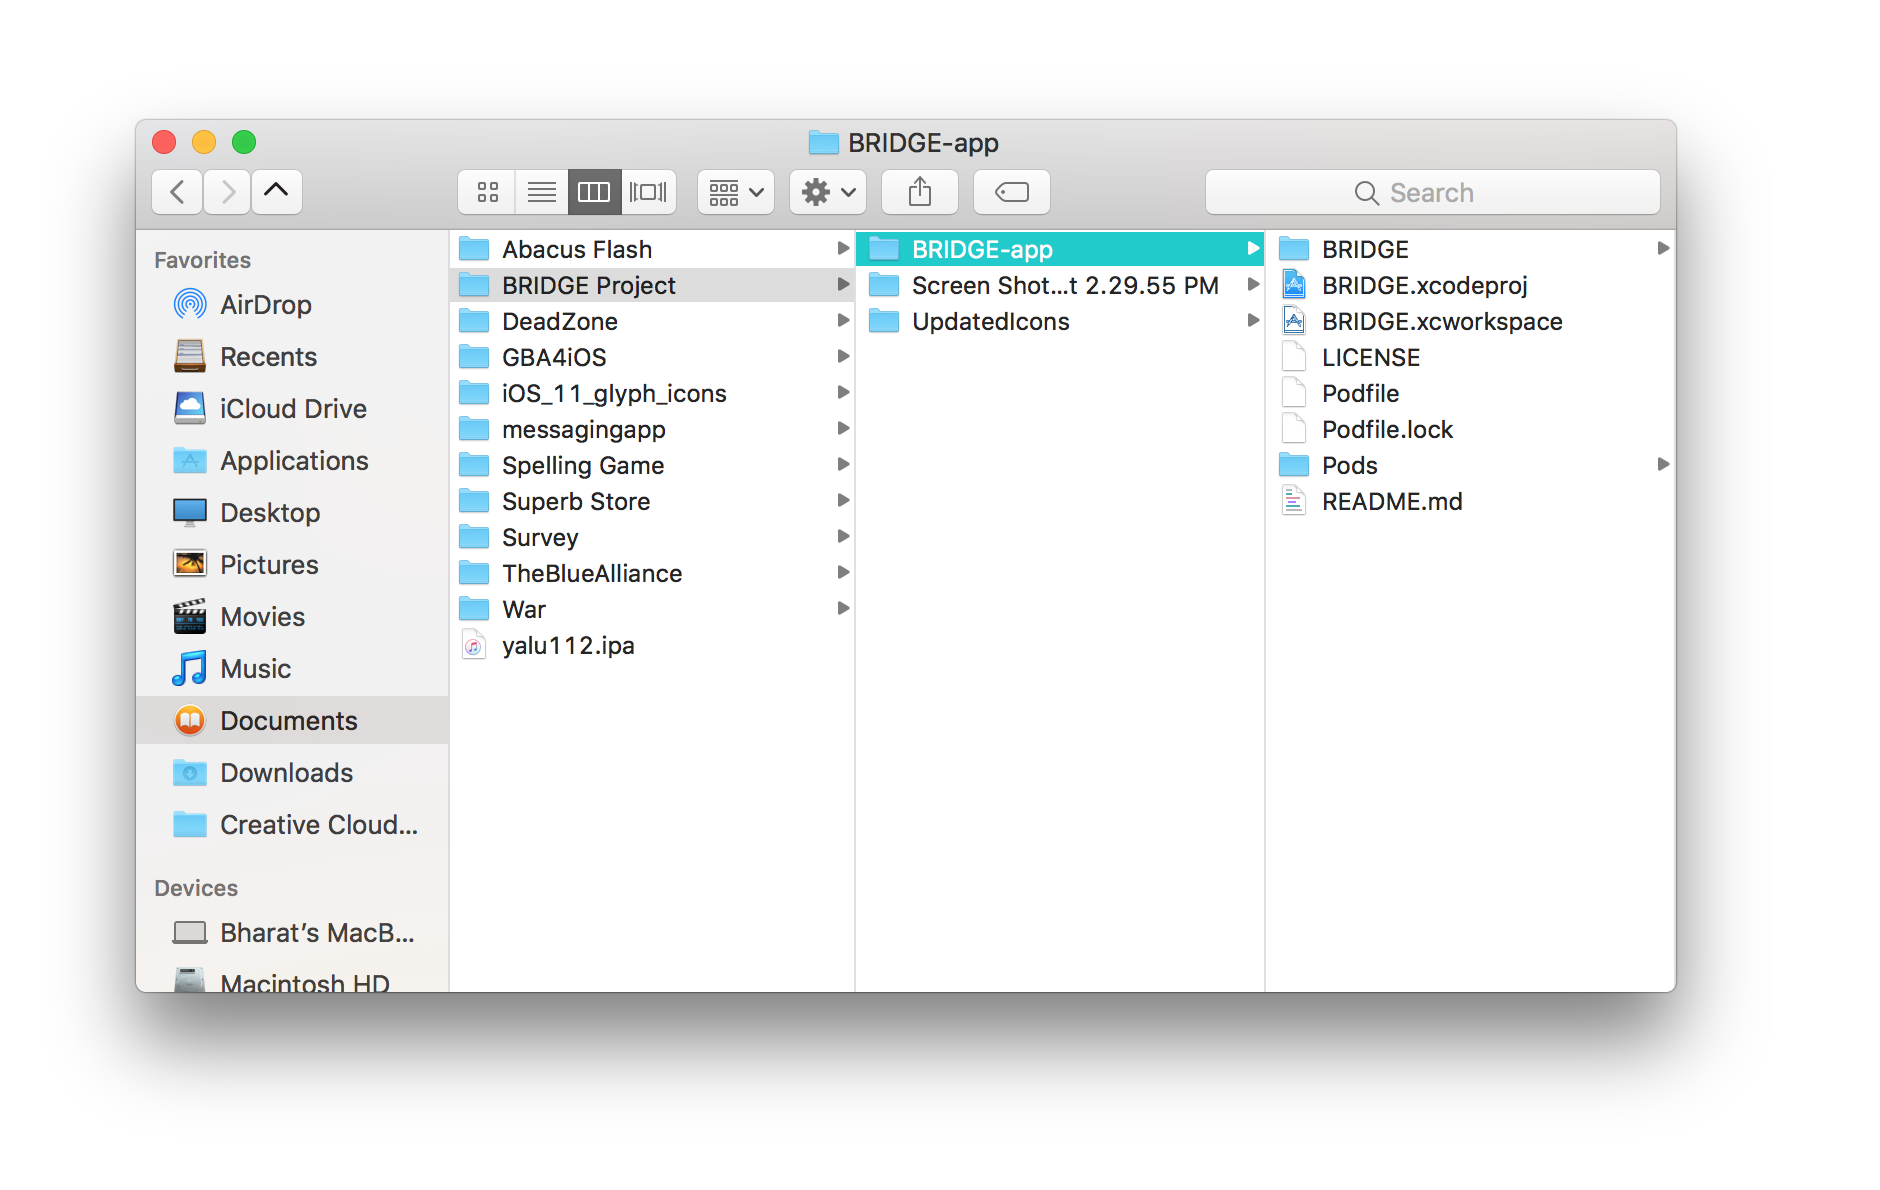 BRIDGE-app
Search
Favorites
AirDrop
Recents
iCloud Drive
Applications
Desktop
Pictures
Movies
Music
Documents
Downloads
Creative Cloud...
Devices
Bharat's MacB...
Macintosh HD
Abacus Flash
BRIDGE Project
DeadZone
GBA4iOS
iOS_11_glyph_icons
messagingapp
Spelling Game
Superb Store
Survey
TheBlueAlliance
War
yalu112.ipa
BRIDGE-app
Screen Shot...t 2.29.55 PM
UpdatedIcons
BRIDGE
BRIDGE.xcodeproj
BRIDGE.xcworkspace
LICENSE
Podfile
Podfile.lock
Pods
README.md